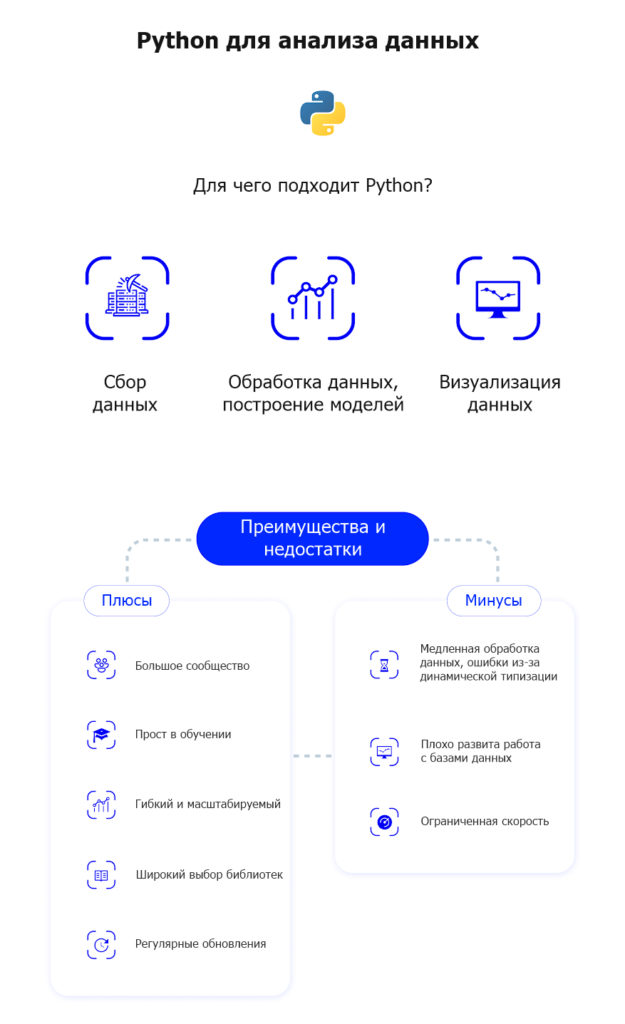 Python для анализа данных
Для чего подходит Python?
Сбор
данных
Обработка данных,
построение моделей
Визуализация
данных
Преимущества и
недостатки
Плюсы
Большое сообщество
Прост в обучении
Гибкий и масштабируемый
Широкий выбор библиотек
Регулярные обновления
Минусы
Медленная обработка
данных, ошибки из-за
динамической типизации
Плохо развита работа
с базами данных
Ограниченная скорость